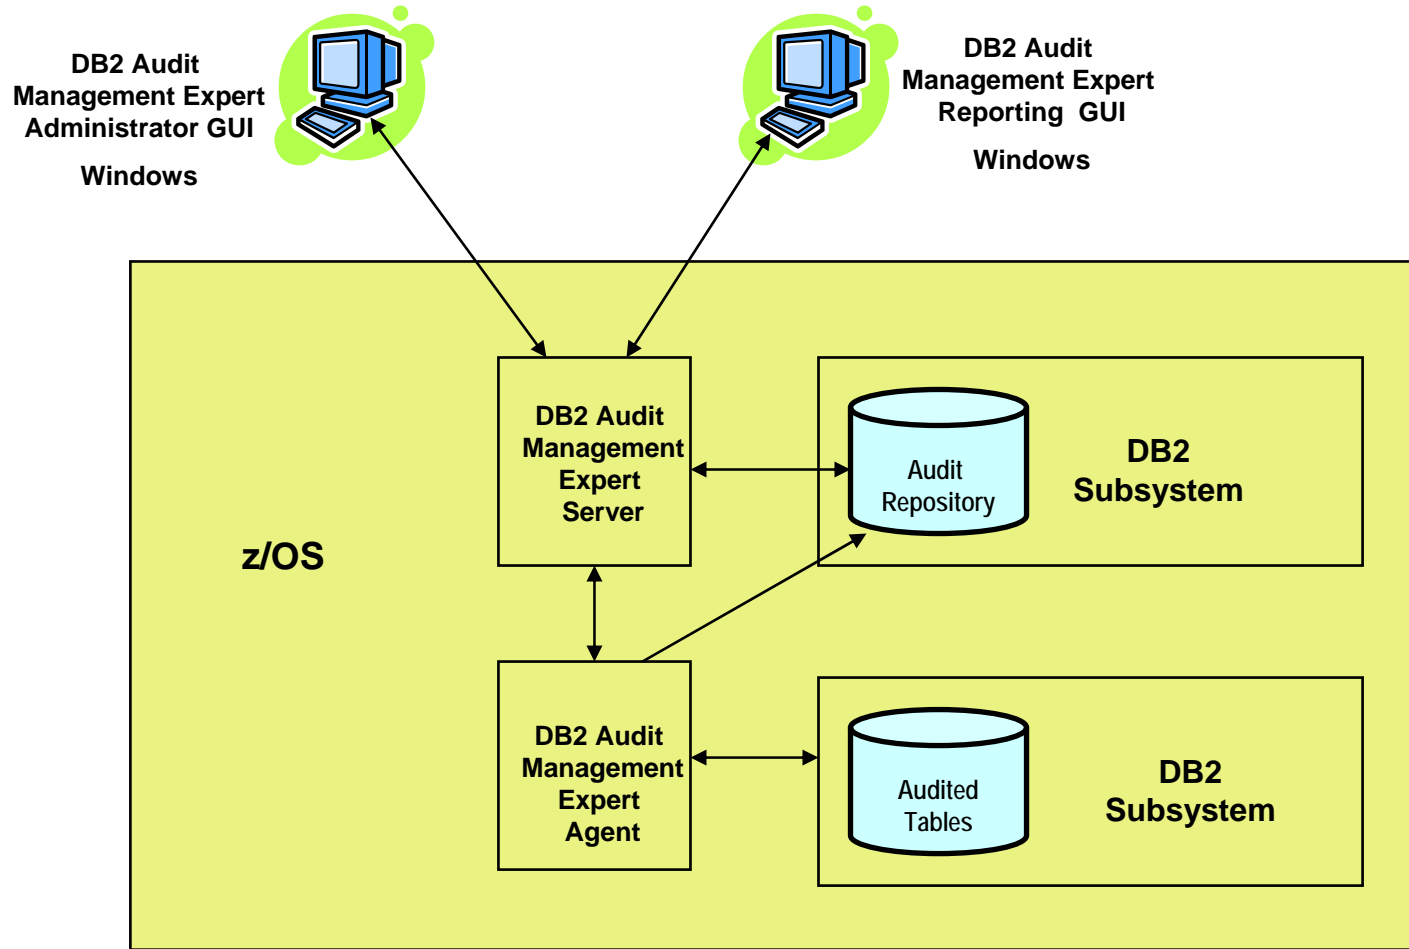 DB2 Audit
Management Expert
Administrator GUI
Windows
DB2 Audit
Management Expert
Reporting GUI
Windows
z/OS
DB2 Audit
Management
Expert
Server
Audit
Repository
DB2
Subsystem
DB2 Audit
Management
Expert
Agent
Audited
Tables
DB2
Subsystem